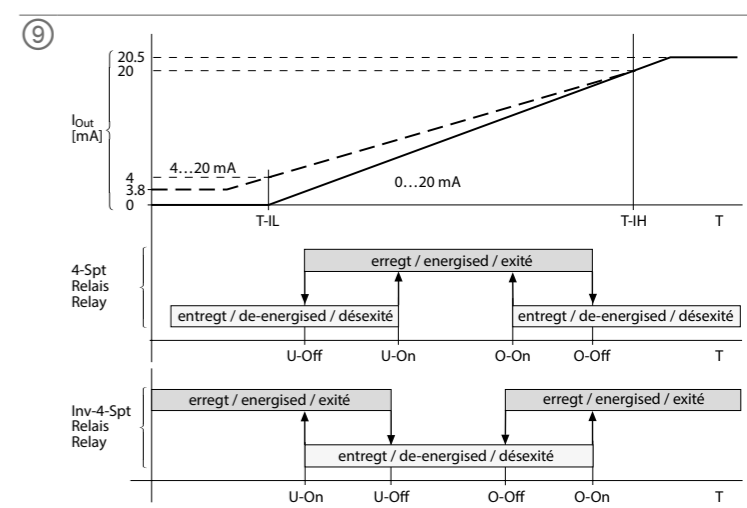 9
20.5
20
I Out
[mA]
4…20 mA
4
3.8
0…20 mA
0
T-IL T-IH T
erregt / energised / exité
4-Spt
Relais
Relay
entregt / de-energised / désexité entregt / de-energised / désexité
U-Off U-On O-On O-Off T
erregt / energised / exité erregt / energised / exité
Inv-4-Spt
Relais
Relay
entregt / de-energised / désexité
U-On U-Off O-Off O-On T